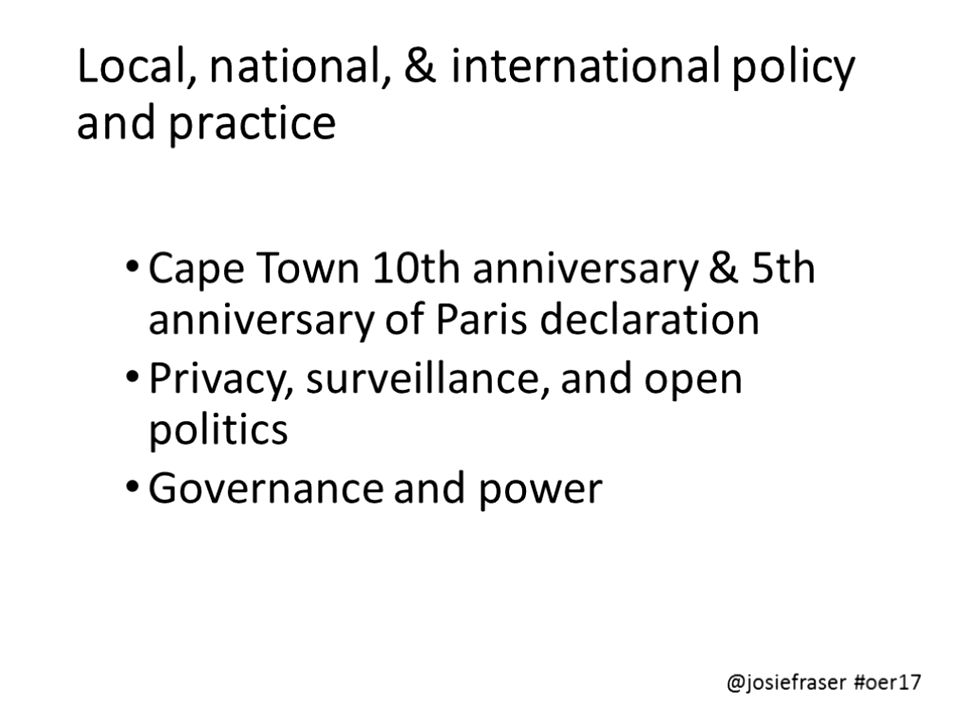 Local, national, & international policy
and practice
• Cape Town 10th anniversary & 5th
anniversary of Paris declaration
• Privacy, surveillance, and open
politics
• Governance and power
@josiefraser #oer17